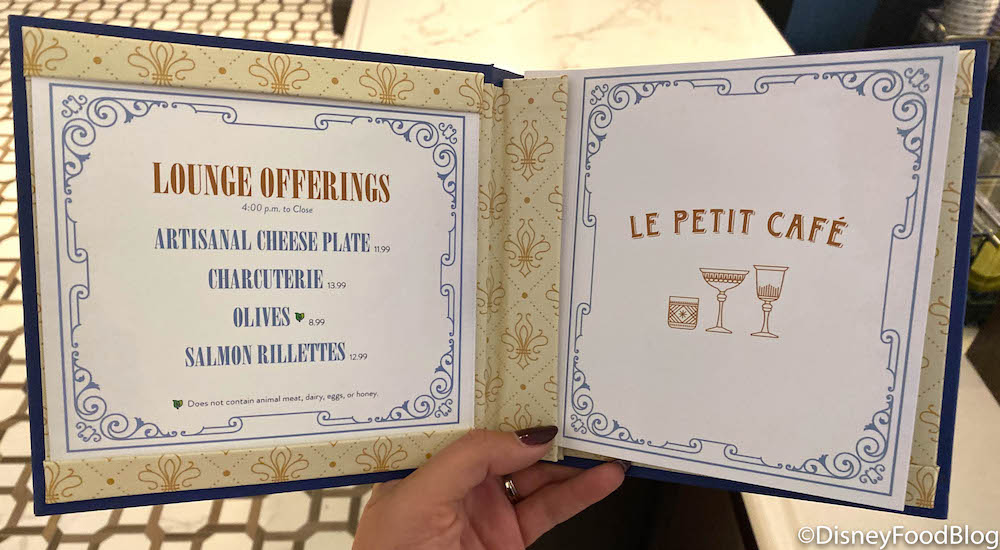 LOUNGE OFFERINGS
4:00 p.m. to Close
ARTISANAL CHEESE PLATE 11.99
CHARCUTERIE 13.99
OLIVES 8.99
SALMON RILLETTES 12.99
Does not contain animal meat, dairy, eggs, or honey.
LE PETIT CAFÉ
©DisneyFoodBlog